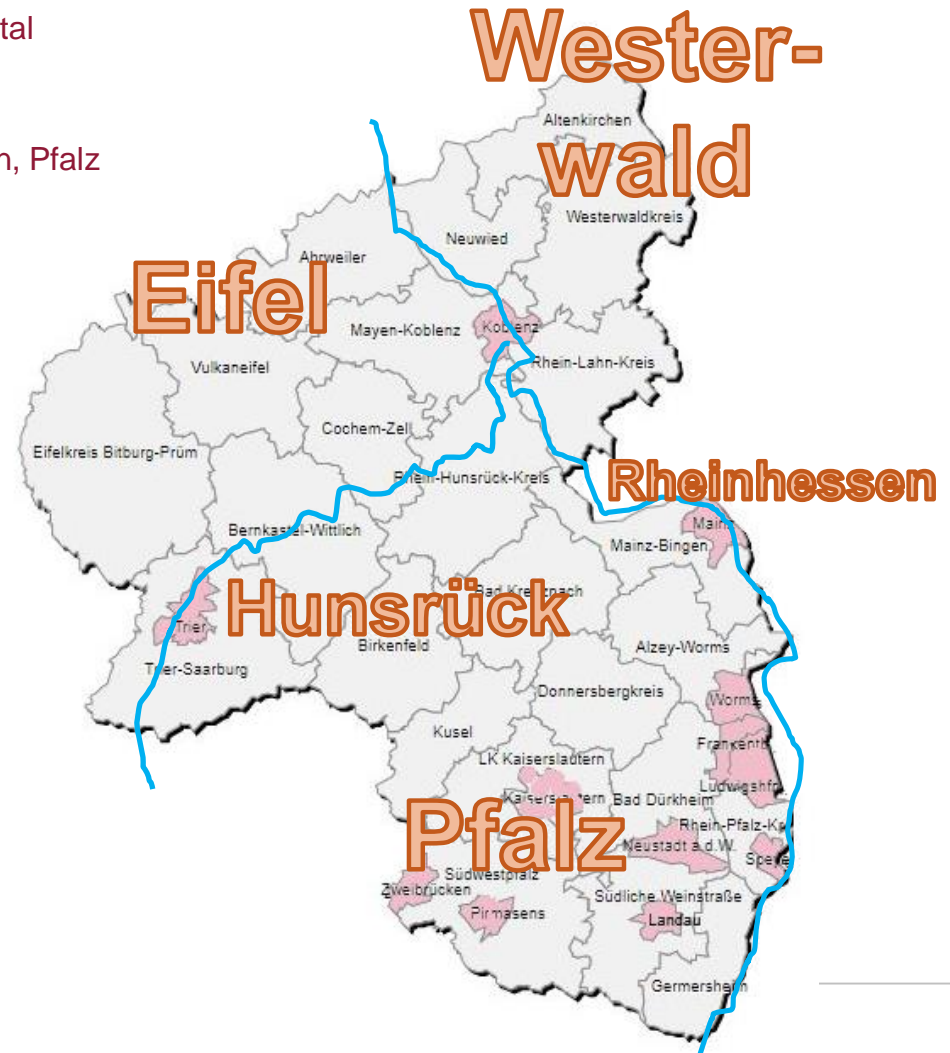 tal
n, Pfalz
Wester-
wald
Altenkirchen
Westerwaldkreis
Neuwied
Ahrweiler
Eifel
Mayen-Koblenz
Koblenz
Rhein-Lahn-Kreis
Vulkaneifel
Cochem-Zell
Eifelkreis Bitburg-Prüm
Rhein-Hunsrück-Kreis
Rheinhessen
Mainz
Mainz-Bingen
Bernkastel-Wittlich
Hunsrück
Bad Kreuznach
Trier
Birkenfeld
Alzey-Worms
Trier-Saarburg
Donnersbergkreis
Worms
Kusel
Frankenth
LK Kaiserslautern
Ludwigshfn
Kaiserslautern
Bad Dürkheim
Pfalz
Rhein-Pfalz-Kr
Neustadt a.d.W.
Speye
Südwestpfalz
Zweibrücken
Südliche Weinstraße
Pirmasens
Landau
Germersheim